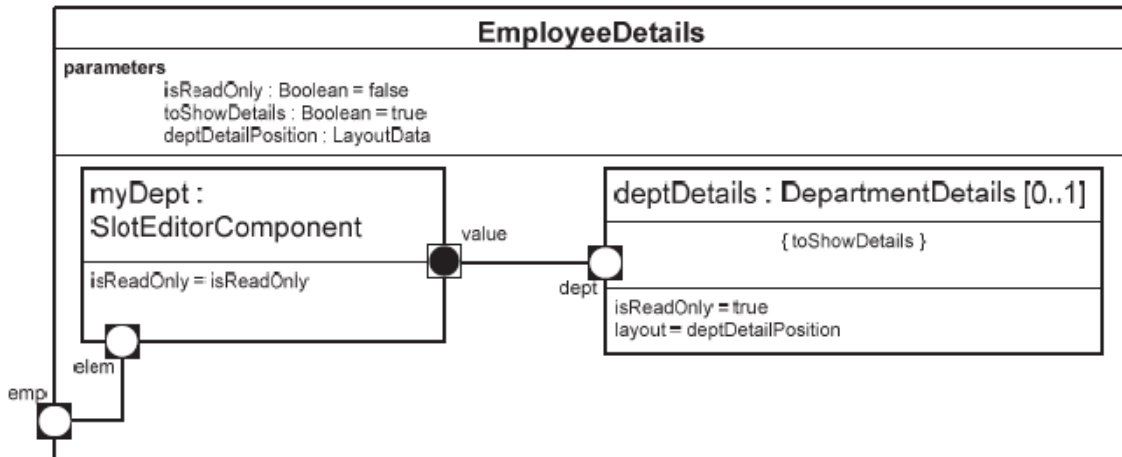 EmployeeDetails
parameters
isReadOnly : Boolean = false
toShowDetails : Boolean = true
deptDetailPosition : LayoutData
myDept :
SlotEditorComponent
isReadOnly = isReadOnly
value
deptDetails : DepartmentDetails [0..1]
{ toShowDetails }
dept
isReadOnly = true
layout = deptDetailPosition
elem
emp